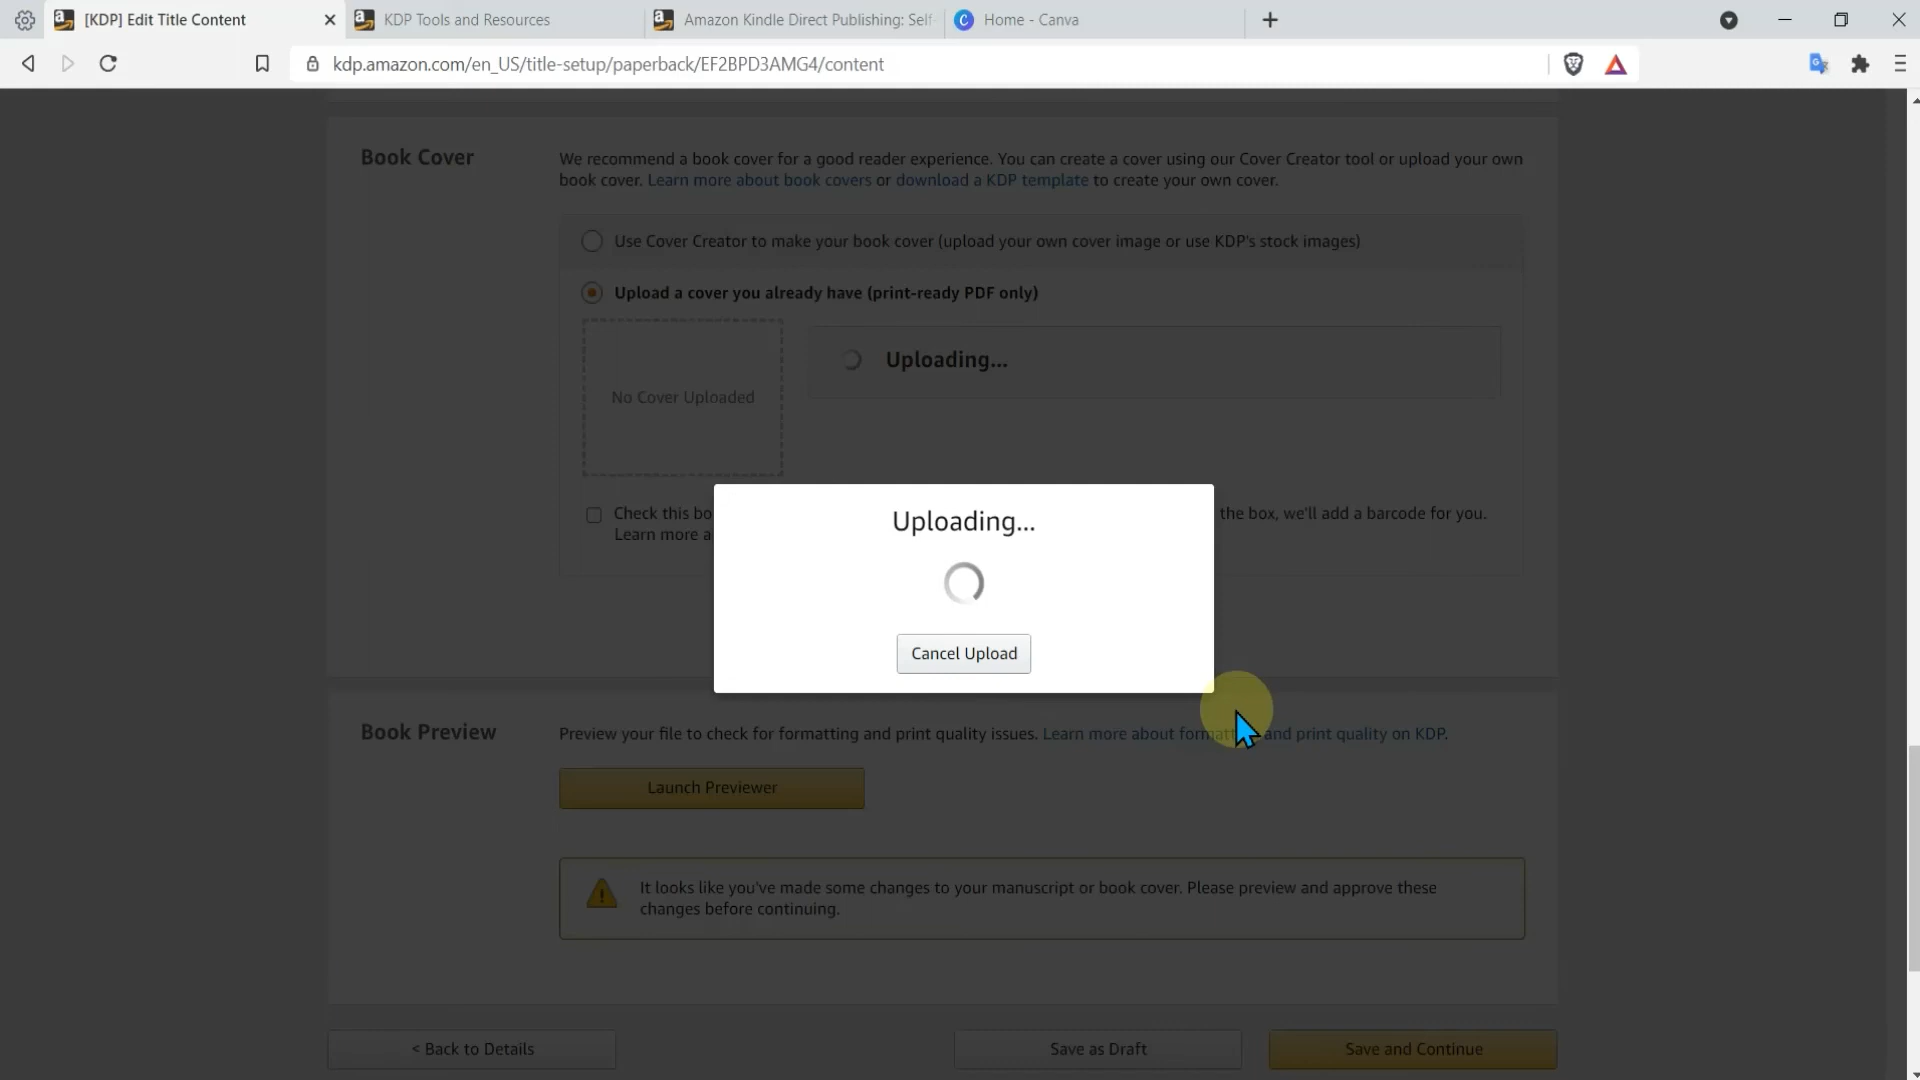 [KDP] Edit Title Content
KDP Tools and Resources
Amazon Kindle Direct Publishing: Self
Home - Canva
kdp.amazon.com/en_US/title-setup/paperback/EF2BPD3AMG4/content
Book Cover
We recommend a book cover for a good reader experience. You can create a cover using our Cover Creator tool or upload your own
book cover. Learn more about book covers or download a KDP template to create your own cover.
Use Cover Creator to make your book cover (upload your own cover image or use KDP's stock images)
Upload a cover you already have (print-ready PDF only)
No Cover Uploaded
Uploading...
Check this bo the box, we'll add a barcode for you.
Learn more a
Uploading...
Cancel Upload
Book Preview
Preview your file to check for formatting and print quality issues. Learn more about formatt and print quality on KDP.
Launch Previewer
It looks like you've made some changes to your manuscript or book cover. Please preview and approve these
changes before continuing.
< Back to Details
Save as Draft
Save and Continue